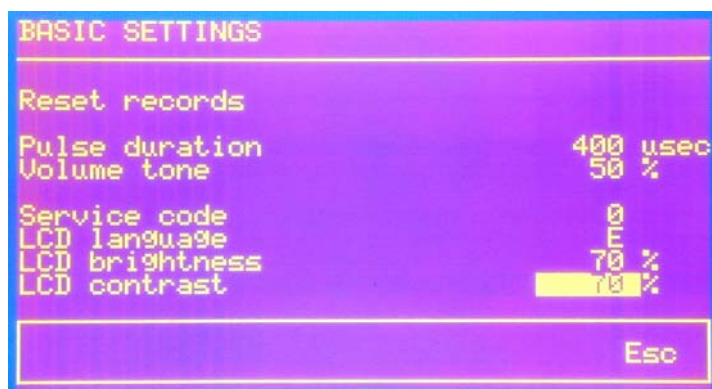 BASIC SETTINGS
Reset records
Pulse duration 400 usec
Volume tone 50 %
Service code 0
LCD language E
LCD brightness 70 %
LCD contrast 70 %
Esc